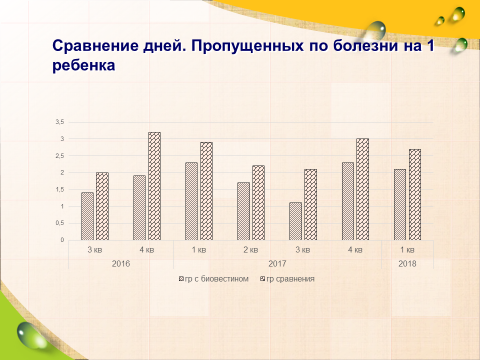 Сравнение дней. Пропущенных по болезни на 1
ребенка
3,5
3
2,5
2
1,5
1
0,5
0
3 кв 4 кв 1 кв 2 кв 3 кв 4 кв 1 кв
2016 2017 2018
гр с биовестином гр сравнения